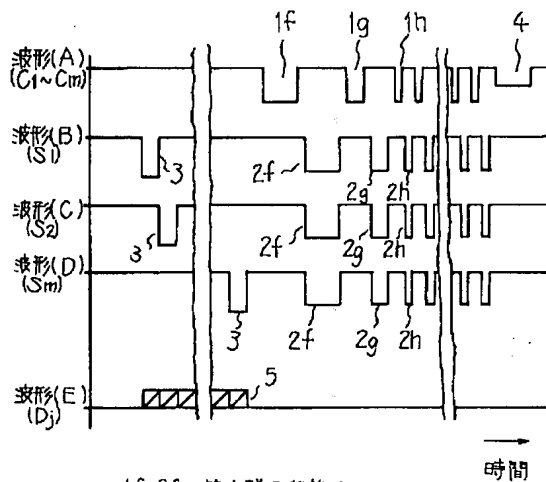 1f 1g 1h 4
波形(A)
(C1~Cm)
波形(B)
(S1)
3 2f 2g 2h
波形(C)
(S2)
3 2f 2g 2h
波形(D)
(Sm)
3 2f 2g 2h
波形(E)
(Dj)
5
時間